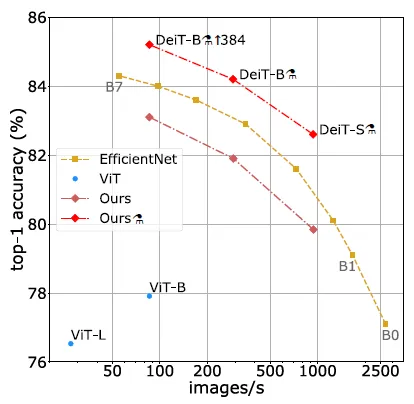 86
84
82
80
78
76
top-1 accuracy (%)
DeiT-B⚗↑384
DeiT-B⚗
DeiT-S⚗
B7
EfficientNet
ViT
Ours
Ours⚗
B1
B0
ViT-B
ViT-L
50 100 200 500 1000 2500
images/s